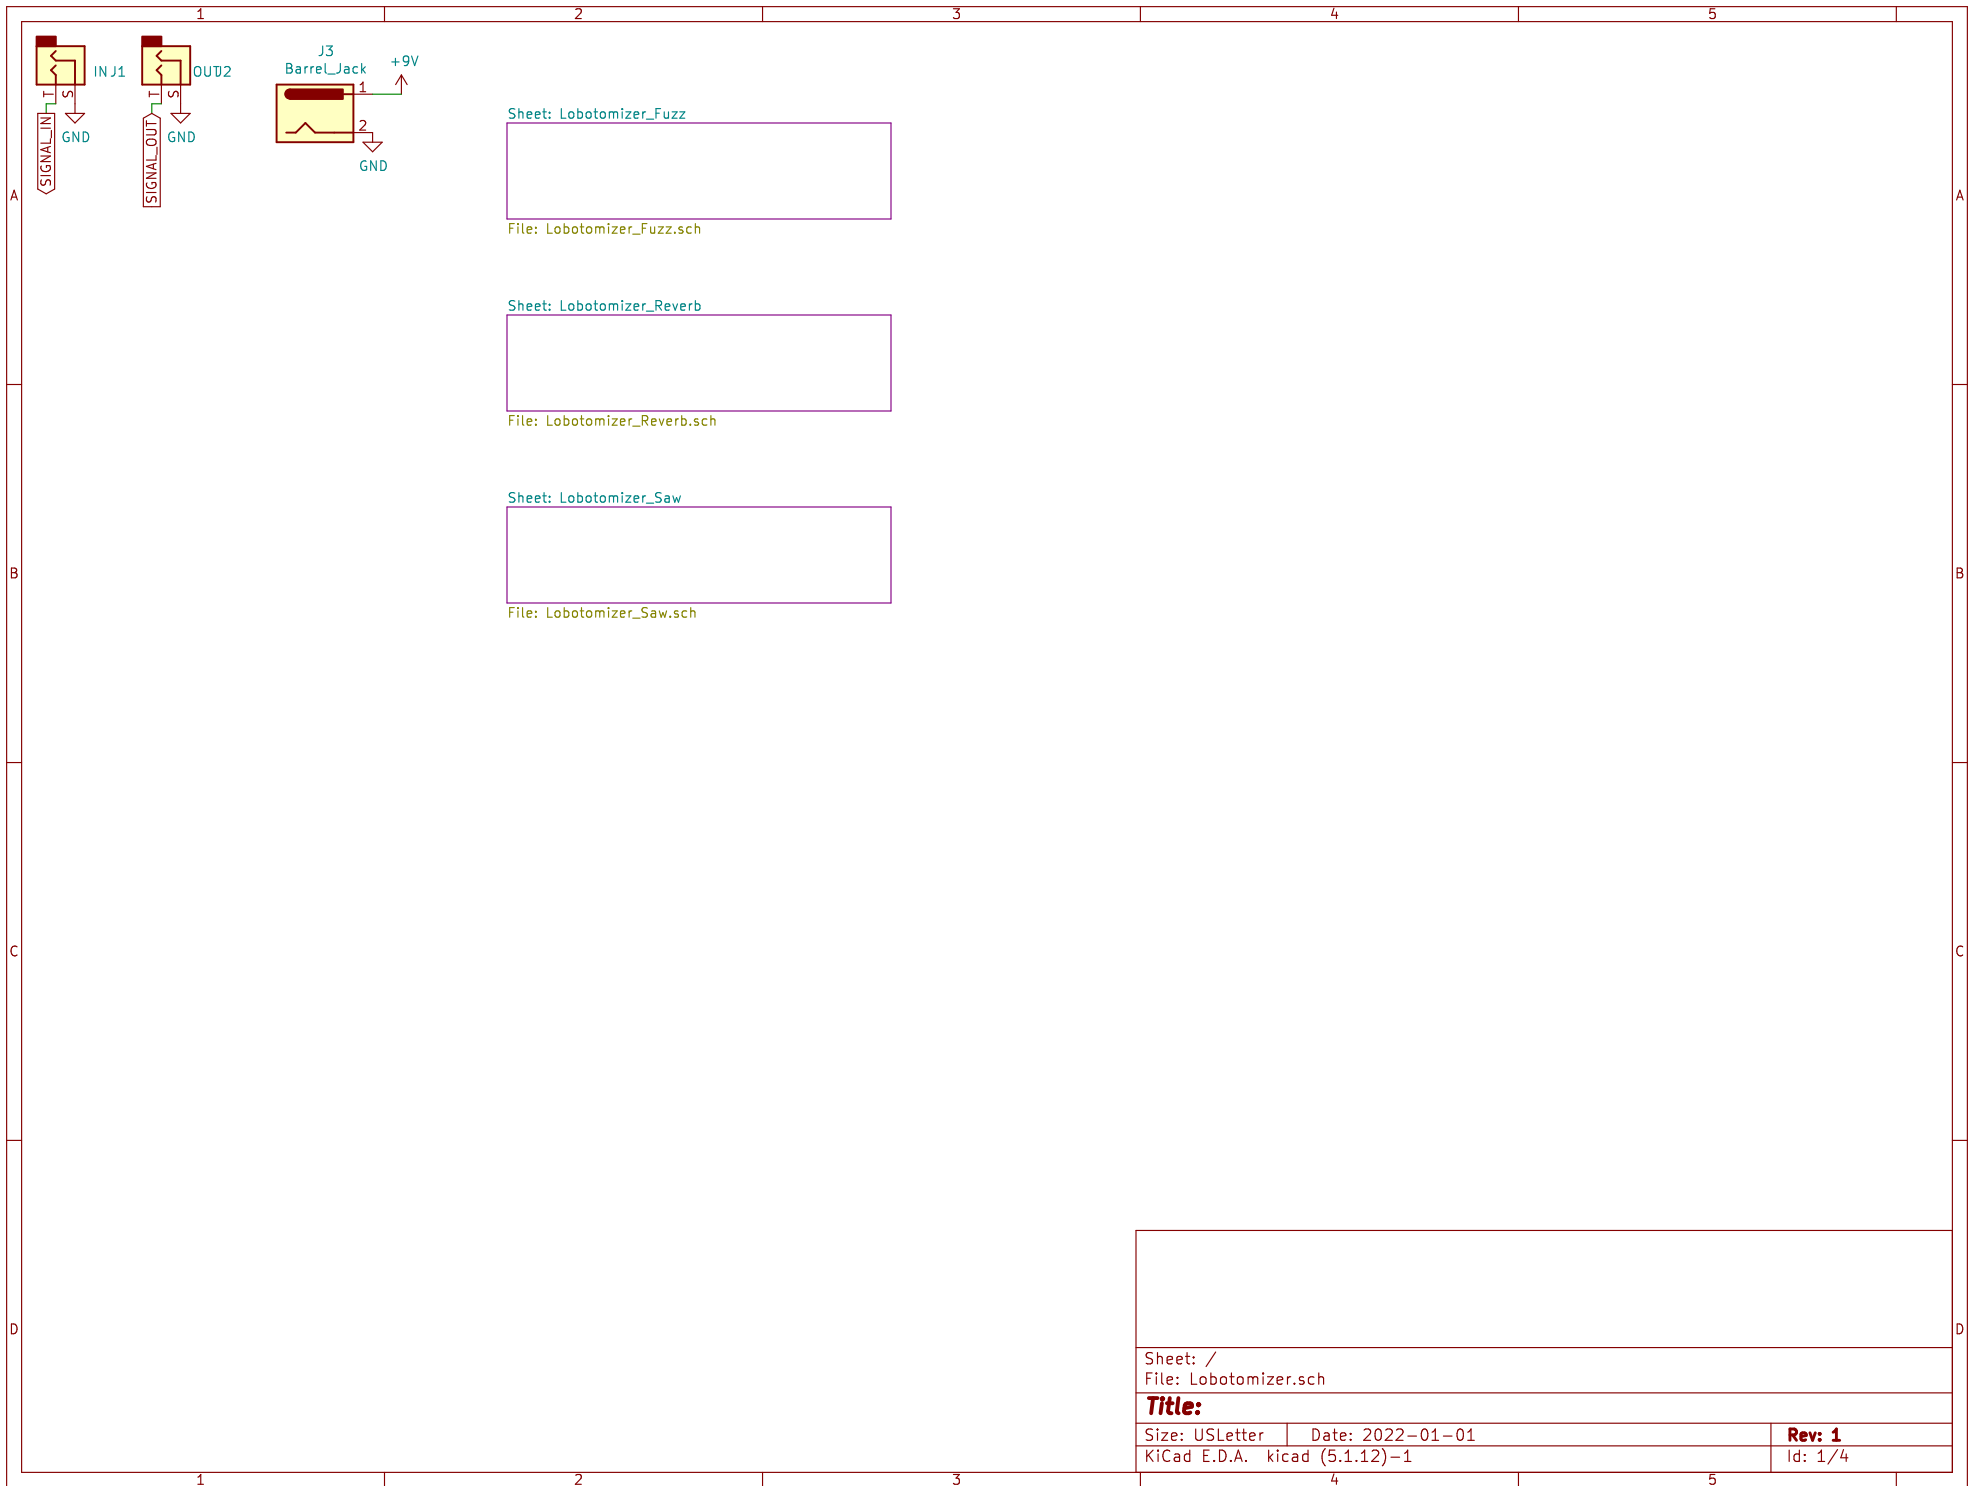 1 2 3 4 5
J3
Barrel_Jack
+9V
IN J1
OUT J2
1
2
T S
T S
GND
GND
GND
SIGNAL_IN
SIGNAL_OUT
Sheet: Lobotomizer_Fuzz
File: Lobotomizer_Fuzz.sch
Sheet: Lobotomizer_Reverb
File: Lobotomizer_Reverb.sch
Sheet: Lobotomizer_Saw
File: Lobotomizer_Saw.sch
A A
B B
C C
D D
Sheet: /
File: Lobotomizer.sch
Title:
Size: USLetter
Date: 2022-01-01
Rev: 1
KiCad E.D.A. kicad (5.1.12)-1
Id: 1/4
1 2 3 4 5